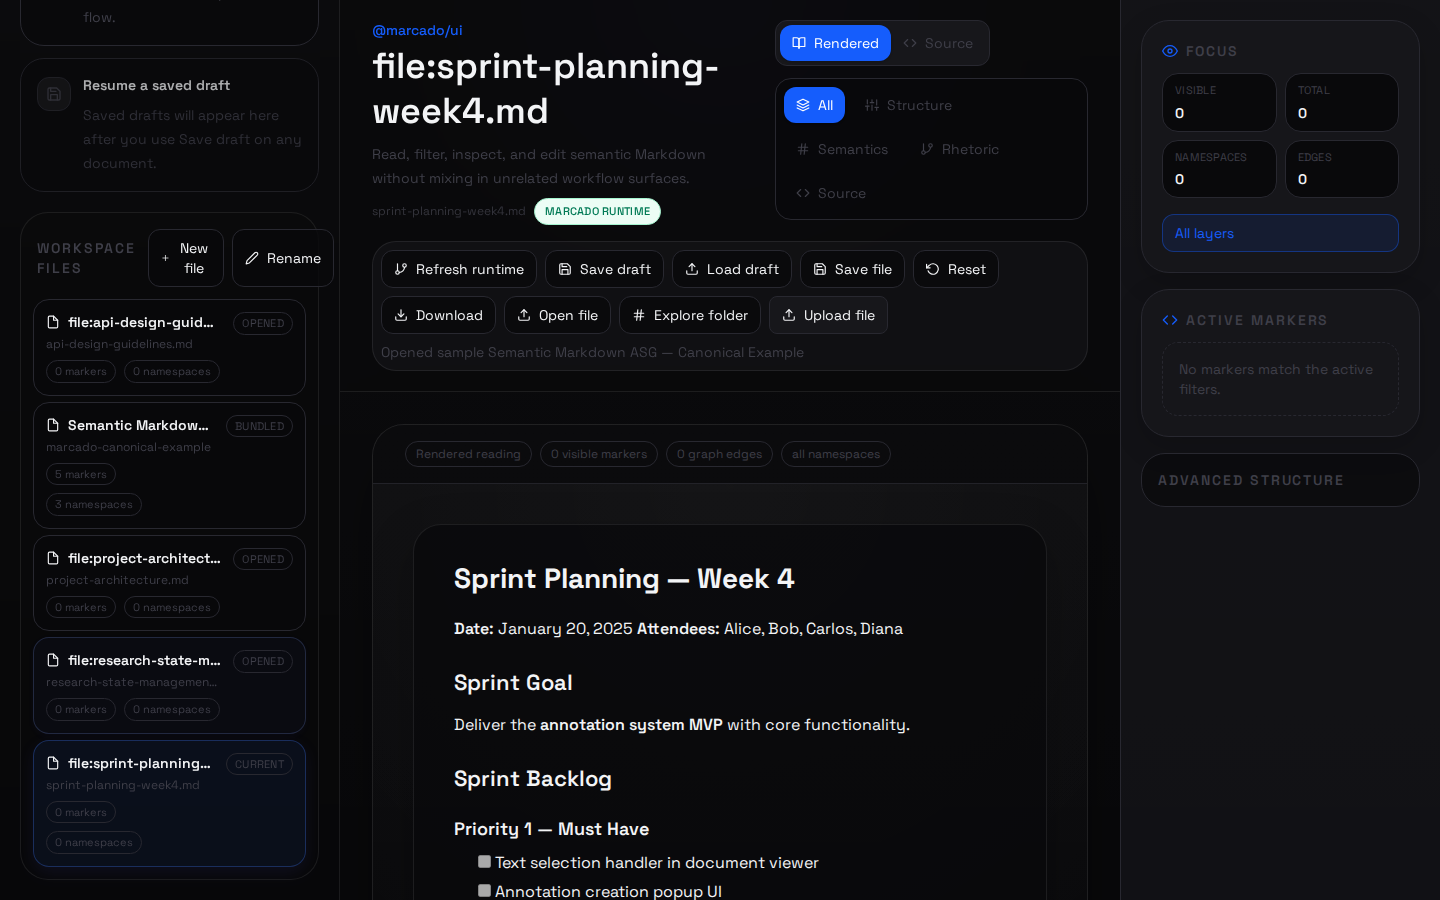 flow.
Resume a saved draft
Saved drafts will appear here
after you use Save draft on any
document.
WORKSPACE
FILES
New
file
Rename
file:api-design-guid...
OPENED
api-design-guidelines.md
0 markers
0 namespaces
Semantic Markdow...
BUNDLED
marcado-canonical-example
5 markers
3 namespaces
file:project-architect...
OPENED
project-architecture.md
0 markers
0 namespaces
file:research-state-m...
OPENED
research-state-managemen...
0 markers
0 namespaces
file:sprint-planning...
CURRENT
sprint-planning-week4.md
0 markers
0 namespaces
@marcado/ui
file:sprint-planning-
week4.md
Read, filter, inspect, and edit semantic Markdown
without mixing in unrelated workflow surfaces.
sprint-planning-week4.md
MARCADO RUNTIME
Rendered
Source
All
Structure
Semantics
Rhetoric
Source
Refresh runtime
Save draft
Load draft
Save file
Reset
Download
Open file
Explore folder
Upload file
Opened sample Semantic Markdown ASG — Canonical Example
Rendered reading
0 visible markers
0 graph edges
all namespaces
Sprint Planning — Week 4
Date: January 20, 2025 Attendees: Alice, Bob, Carlos, Diana
Sprint Goal
Deliver the annotation system MVP with core functionality.
Sprint Backlog
Priority 1 — Must Have
Text selection handler in document viewer
Annotation creation popup UI
FOCUS
VISIBLE
0
TOTAL
0
NAMESPACES
0
EDGES
0
All layers
ACTIVE MARKERS
No markers match the active
filters.
ADVANCED STRUCTURE